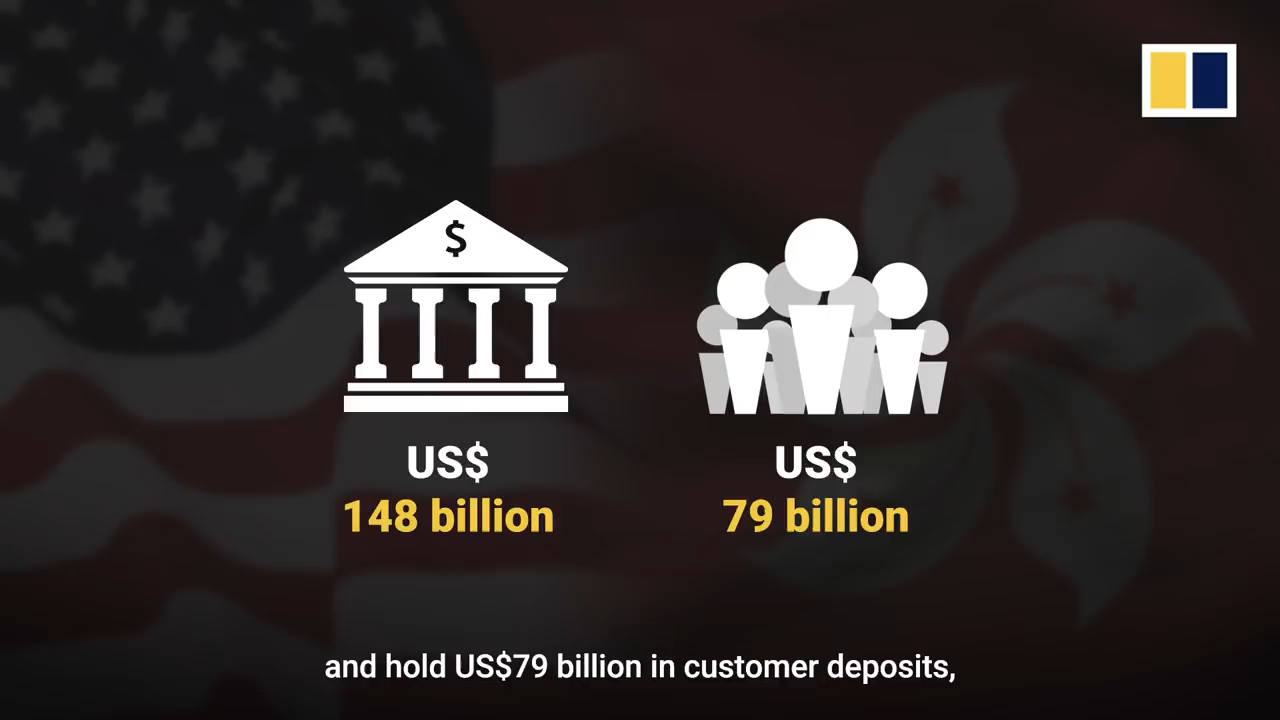 $
US$
148 billion
US$
79 billion
and hold US$79 billion in customer deposits,